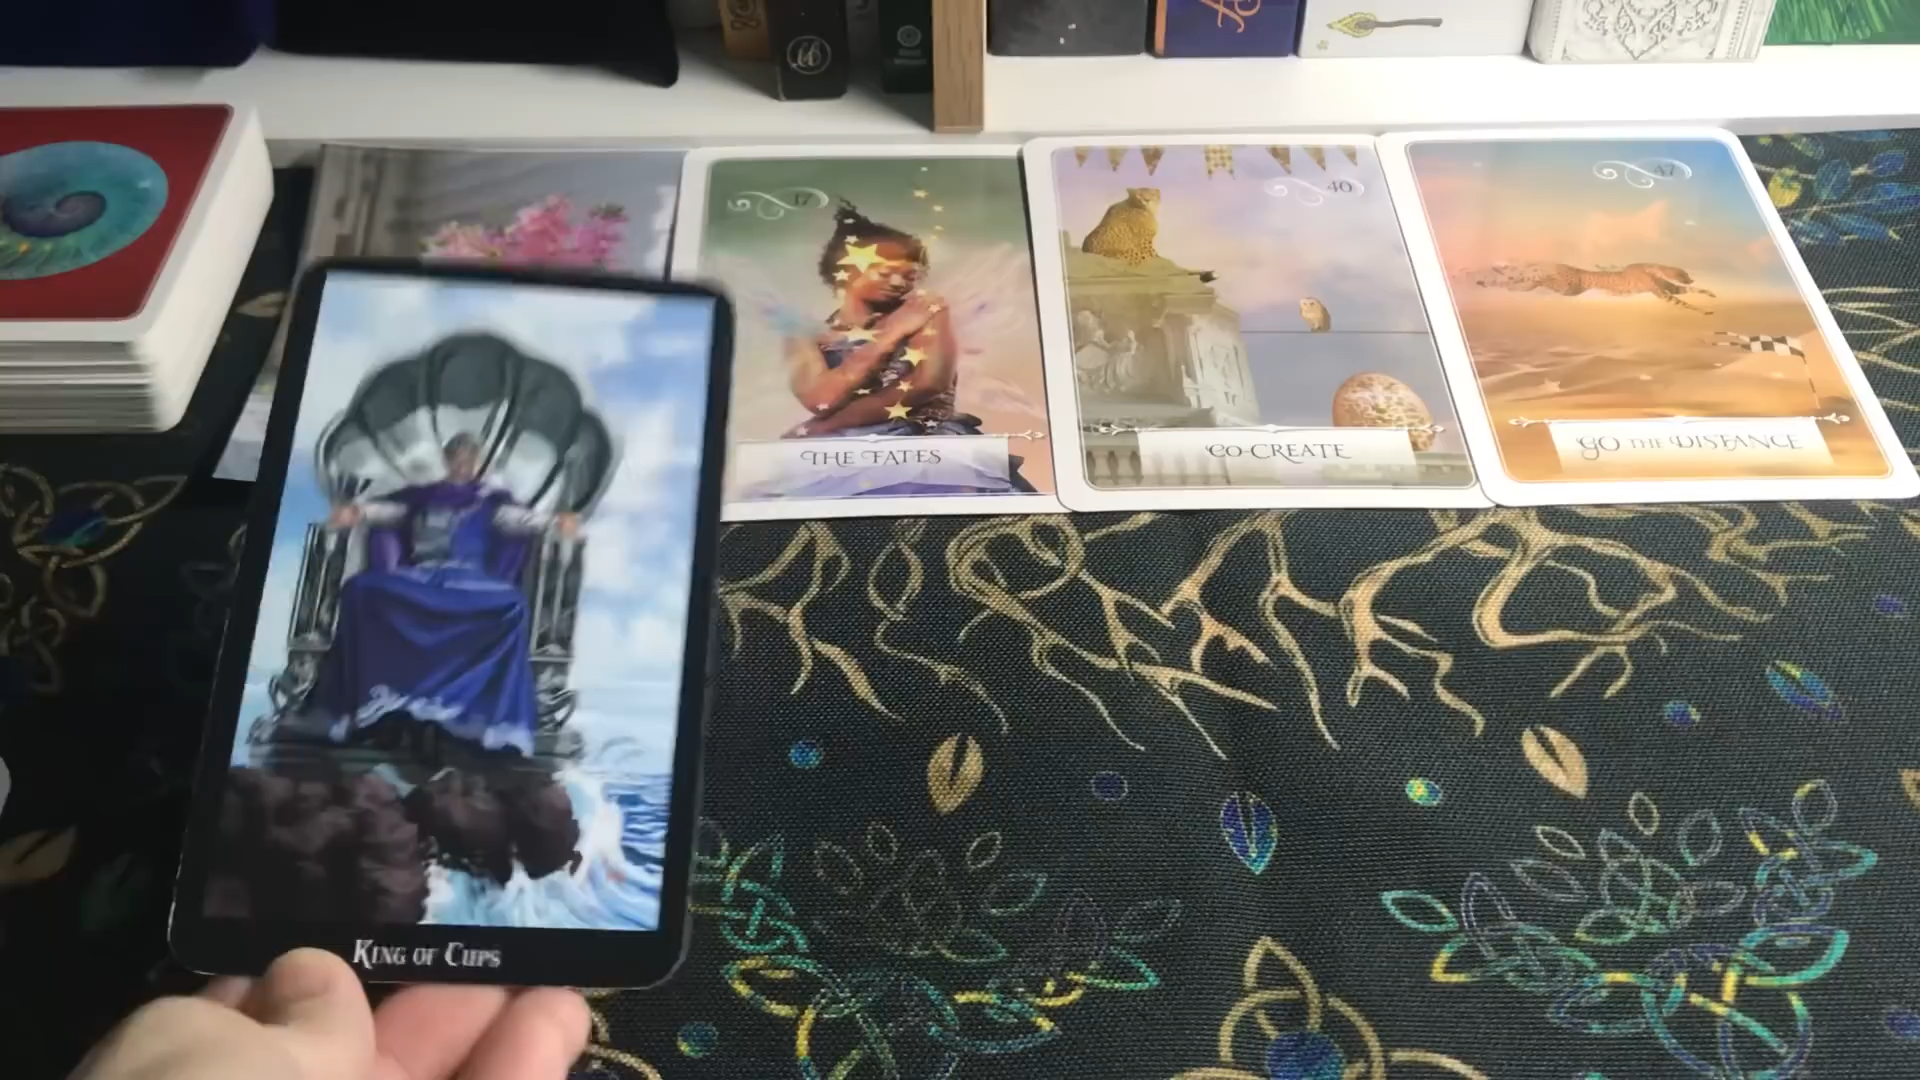 17
THE FATES
40
CO-CREATE
47
GO THE DISTANCE
KING OF CUPS